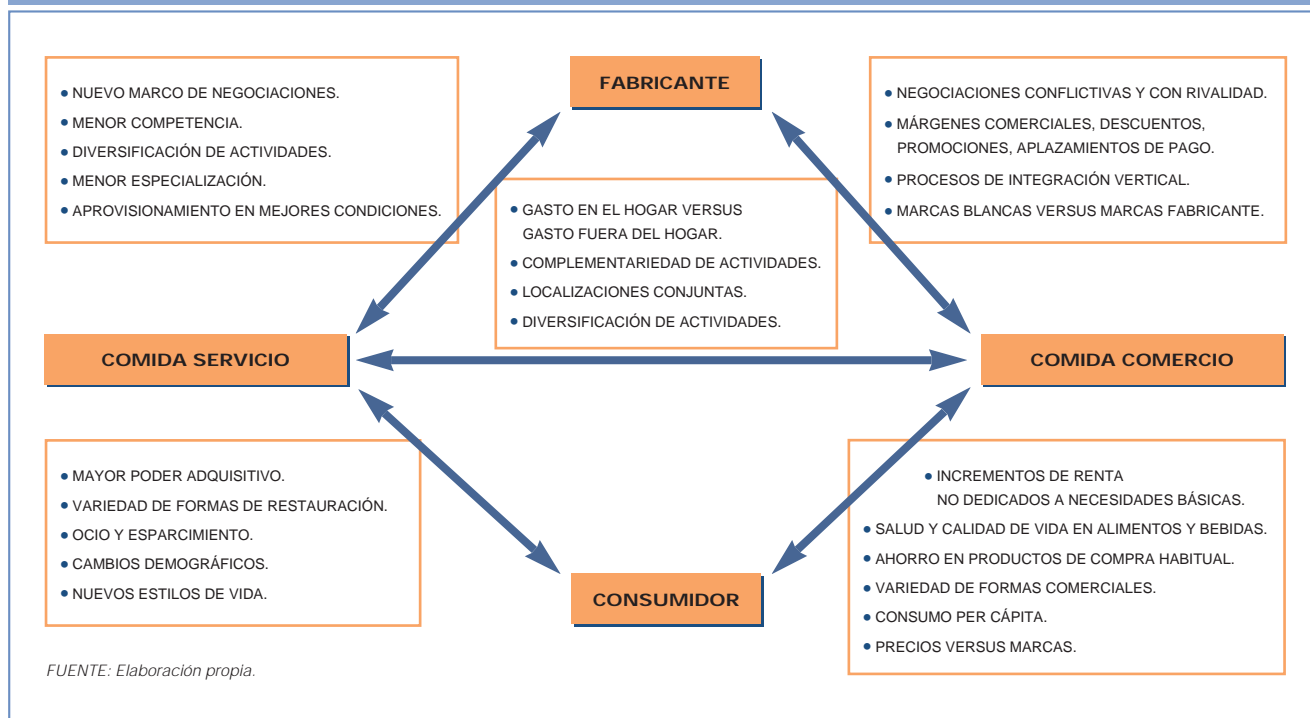 FABRICANTE
● NUEVO MARCO DE NEGOCIACIONES.
● MENOR COMPETENCIA.
● DIVERSIFICACIÓN DE ACTIVIDADES.
● MENOR ESPECIALIZACIÓN.
● APROVISIONAMIENTO EN MEJORES CONDICIONES.
● NEGOCIACIONES CONFLICTIVAS Y CON RIVALIDAD.
● MÁRGENES COMERCIALES, DESCUENTOS,
PROMOCIONES, APLAZAMIENTOS DE PAGO.
● PROCESOS DE INTEGRACIÓN VERTICAL.
● MARCAS BLANCAS VERSUS MARCAS FABRICANTE.
● GASTO EN EL HOGAR VERSUS
GASTO FUERA DEL HOGAR.
● COMPLEMENTARIEDAD DE ACTIVIDADES.
● LOCALIZACIONES CONJUNTAS.
● DIVERSIFICACIÓN DE ACTIVIDADES.
COMIDA SERVICIO
COMIDA COMERCIO
● MAYOR PODER ADQUISITIVO.
● VARIEDAD DE FORMAS DE RESTAURACIÓN.
● OCIO Y ESPARCIMIENTO.
● CAMBIOS DEMOGRÁFICOS.
● NUEVOS ESTILOS DE VIDA.
● INCREMENTOS DE RENTA
NO DEDICADOS A NECESIDADES BÁSICAS.
● SALUD Y CALIDAD DE VIDA EN ALIMENTOS Y BEBIDAS.
● AHORRO EN PRODUCTOS DE COMPRA HABITUAL.
● VARIEDAD DE FORMAS COMERCIALES.
● CONSUMO PER CÁPITA.
● PRECIOS VERSUS MARCAS.
CONSUMIDOR
FUENTE: Elaboración propia.